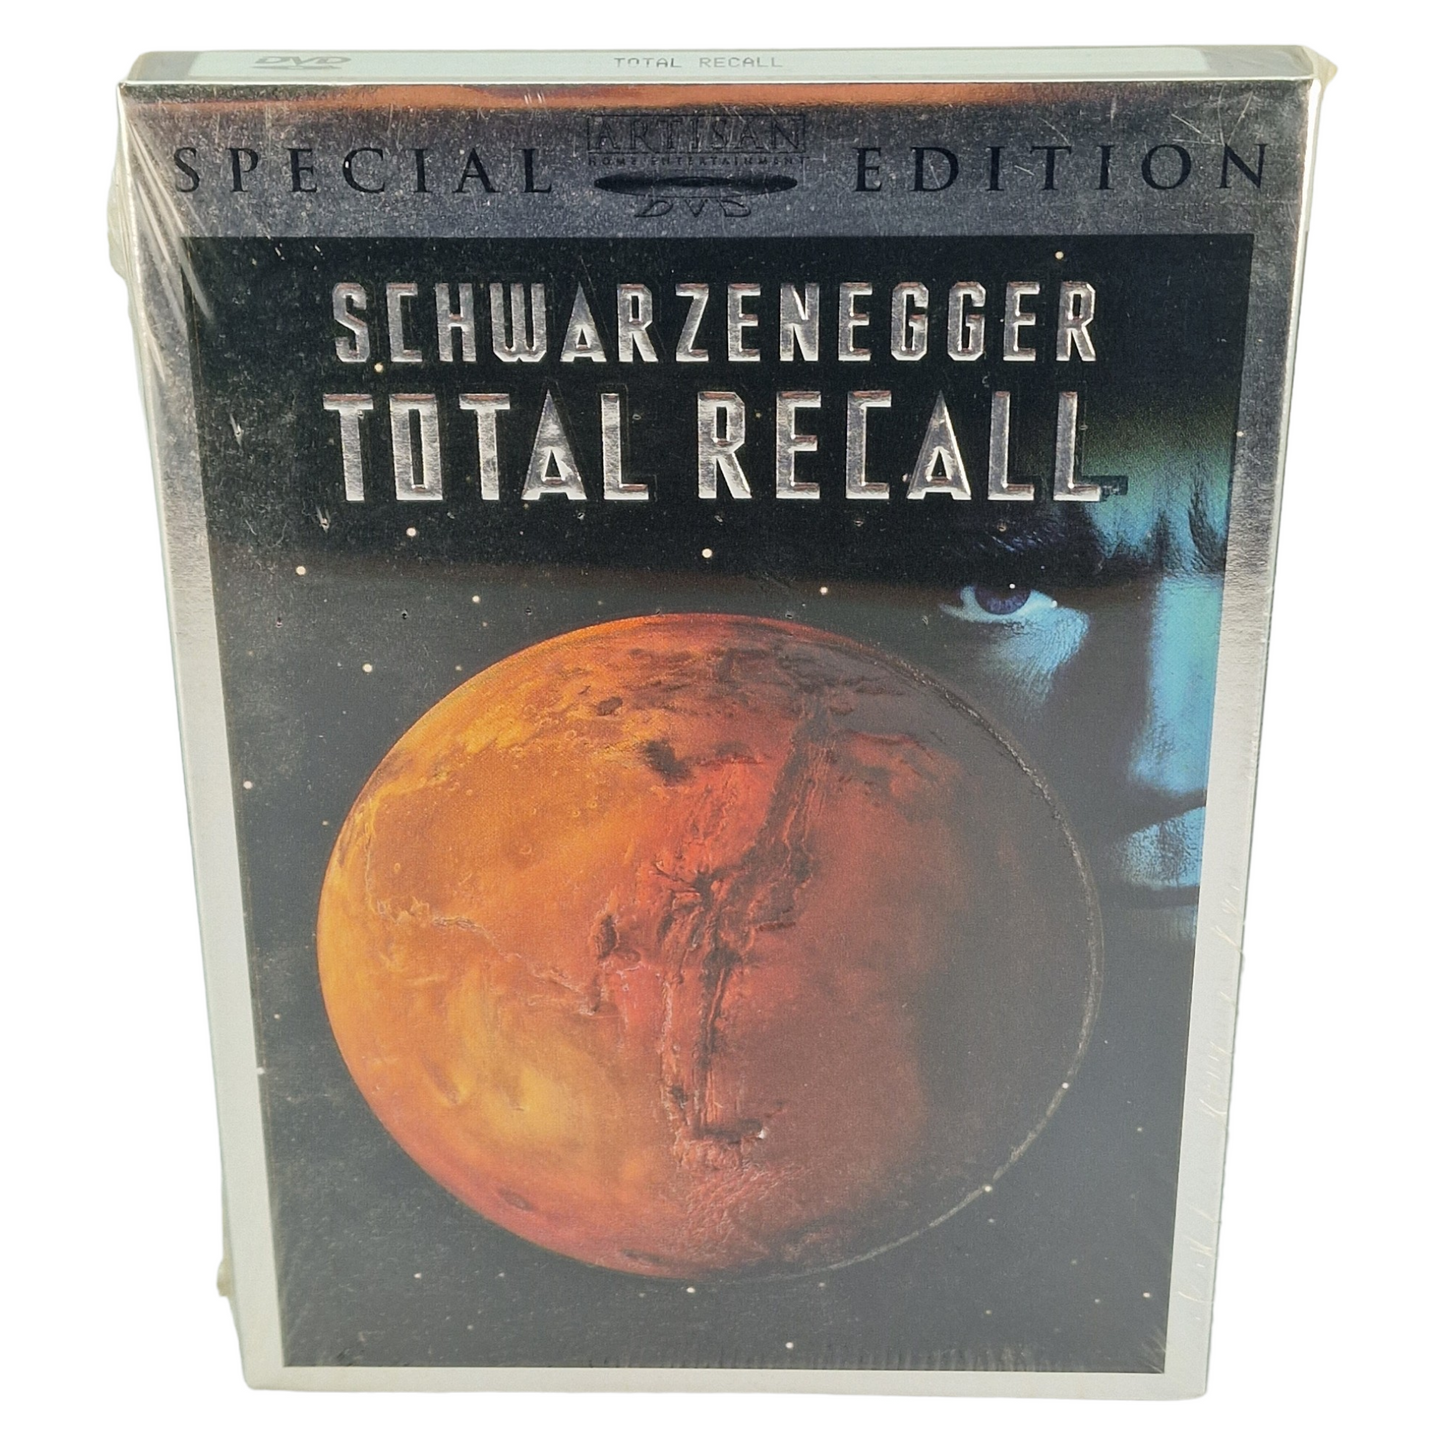 DVD TOTAL RECALL
ARTISAN
HOME ENTERTAINMENT
SPECIAL EDITION
DVD
SCHWARZENEGGER
TOTAL RECALL